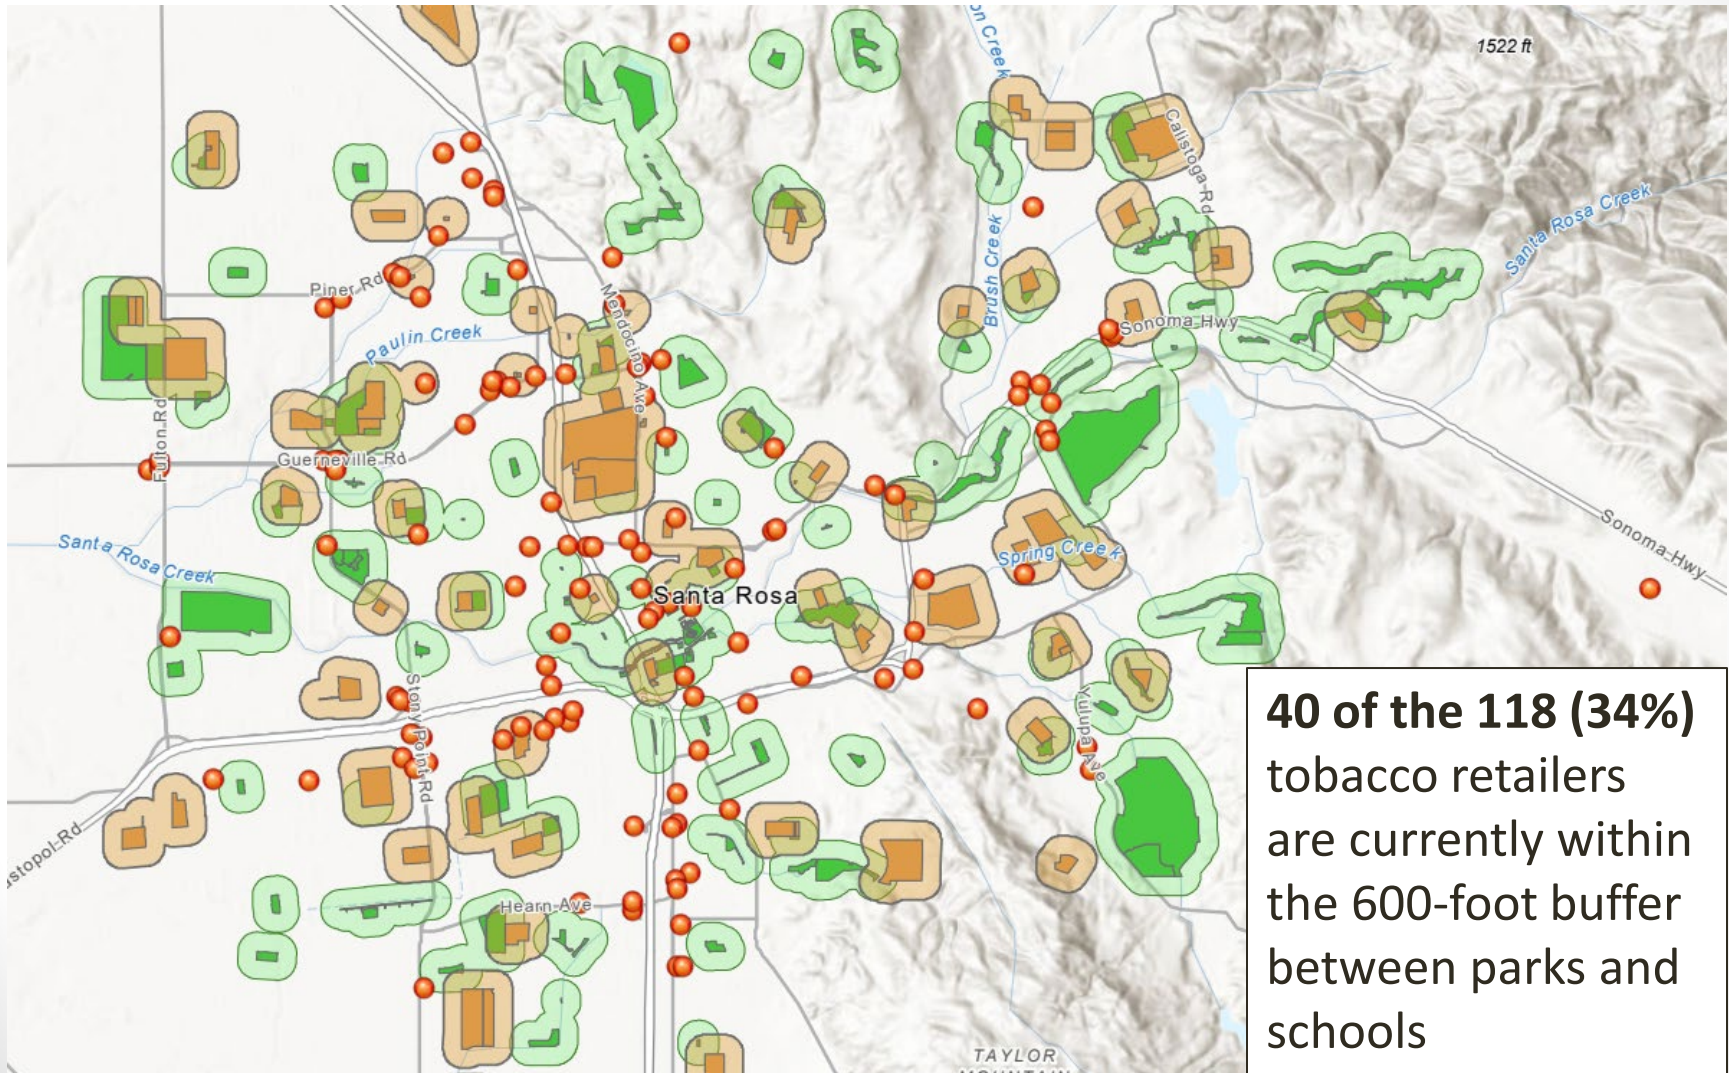 on Creek
1522 ft
Calistoga Rd
Santa Rosa Creek
Brush Creek
Piner Rd
Mendocino Ave
Sonoma Hwy
Paulin Creek
Fulton Rd
Guerneville Rd
Santa Rosa Creek
Sonoma Hwy
Spring Creek
Santa Rosa
Stony Point Rd
Yulupa Ave
astopol Rd
Hearn Ave
TAYLOR
MOUNTAIN
40 of the 118 (34%)
tobacco retailers
are currently within
the 600-foot buffer
between parks and
schools